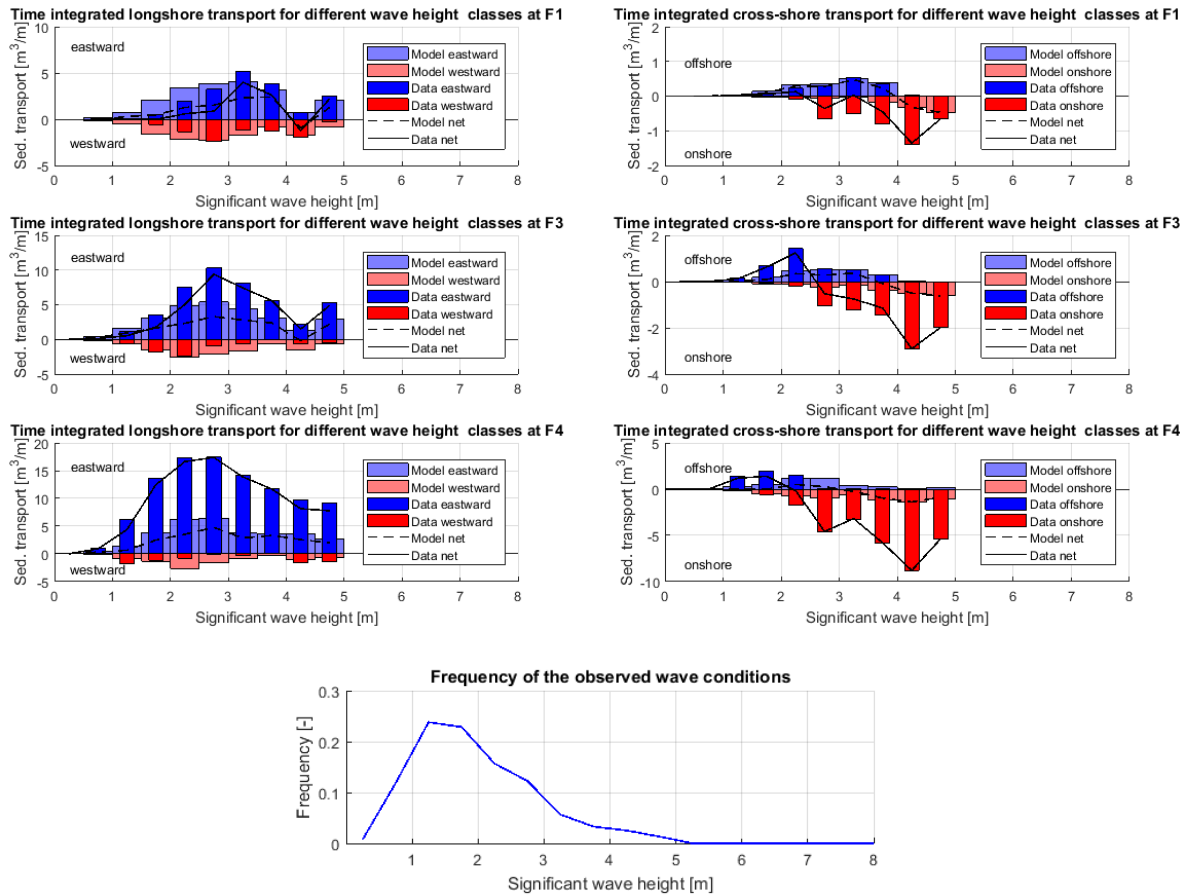 Time integrated longshore transport for different wave height  classes at F1
10
5
0
-5
Sed. transport [m³/m]
eastward
westward
Model eastward
Model westward
Data eastward
Data westward
Model net
Data net
0 1 2 3 4 5 6 7 8
Significant wave height [m]
Time integrated cross-shore transport for different wave height  classes at F1
2
1
0
-1
-2
Sed. transport [m³/m]
offshore
onshore
Model offshore
Model onshore
Data offshore
Data onshore
Model net
Data net
0 1 2 3 4 5 6 7 8
Significant wave height [m]
Time integrated longshore transport for different wave height  classes at F3
15
10
5
0
-5
Sed. transport [m³/m]
eastward
westward
Model eastward
Model westward
Data eastward
Data westward
Model net
Data net
0 1 2 3 4 5 6 7 8
Significant wave height [m]
Time integrated cross-shore transport for different wave height  classes at F3
2
0
-2
-4
Sed. transport [m³/m]
offshore
onshore
Model offshore
Model onshore
Data offshore
Data onshore
Model net
Data net
0 1 2 3 4 5 6 7 8
Significant wave height [m]
Time integrated longshore transport for different wave height  classes at F4
20
15
10
5
0
-5
Sed. transport [m³/m]
eastward
westward
Model eastward
Model westward
Data eastward
Data westward
Model net
Data net
0 1 2 3 4 5 6 7 8
Significant wave height [m]
Time integrated cross-shore transport for different wave height  classes at F4
5
0
-5
-10
Sed. transport [m³/m]
offshore
onshore
Model offshore
Model onshore
Data offshore
Data onshore
Model net
Data net
0 1 2 3 4 5 6 7 8
Significant wave height [m]
Frequency of the observed wave conditions
0.3
0.2
0.1
0
Frequency [-]
1 2 3 4 5 6 7 8
Significant wave height [m]